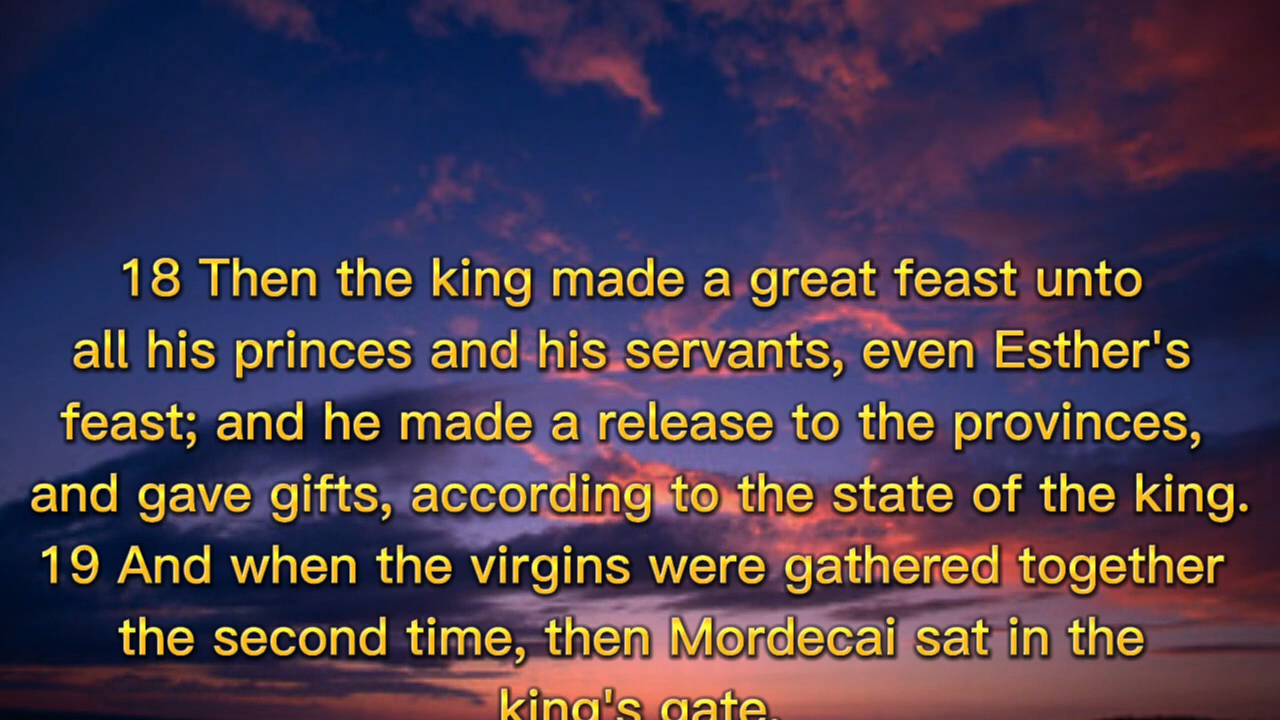 18 Then the king made a great feast unto
all his princes and his servants, even Esther's
feast; and he made a release to the provinces,
and gave gifts, according to the state of the king.
19 And when the virgins were gathered together
the second time, then Mordecai sat in the
king's gate.